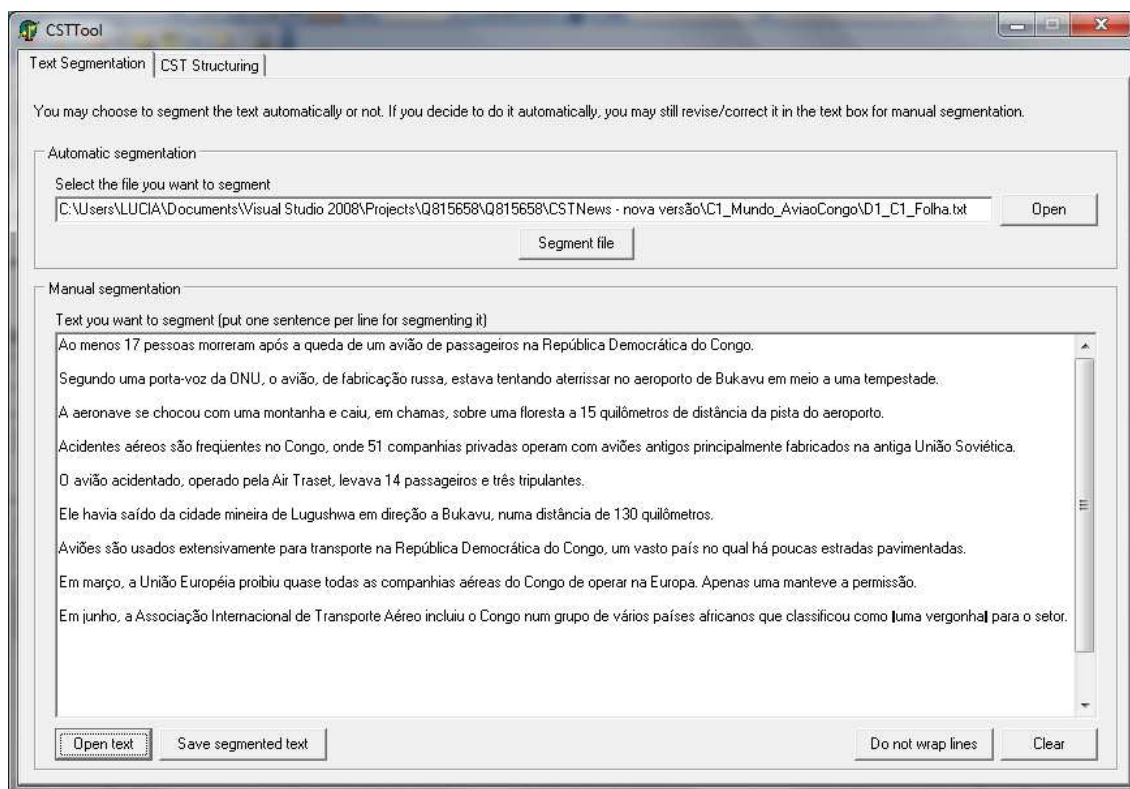 CSTTool
Text Segmentation CST Structuring
You may choose to segment the text automatically or not. If you decide to do it automatically, you may still revise/correct it in the text box for manual segmentation.
Automatic segmentation
Select the file you want to segment
C:\Users\LUCIA\Documents\Visual Studio 2008\Projects\Q815658\Q815658\CSTNews - nova versão\C1_Mundo_AviaoCongo\D1_C1_Folha.txt Open
Segment file
Manual segmentation
Text you want to segment (put one sentence per line for segmenting it)
Ao menos 17 pessoas morreram após a queda de um avião de passageiros na República Democrática do Congo.
Segundo uma porta-voz da ONU, o avião, de fabricação russa, estava tentando aterrissar no aeroporto de Bukavu em meio a uma tempestade.
A aeronave se chocou com uma montanha e caiu, em chamas, sobre uma floresta a 15 quilômetros de distância da pista do aeroporto.
Acidentes aéreos são freqüentes no Congo, onde 51 companhias privadas operam com aviões antigos principalmente fabricados na antiga União Soviética.
O avião acidentado, operado pela Air Traset, levava 14 passageiros e três tripulantes.
Ele havia saído da cidade mineira de Lugushwa em direção a Bukavu, numa distância de 130 quilômetros.
Aviões são usados extensivamente para transporte na República Democrática do Congo, um vasto país no qual há poucas estradas pavimentadas.
Em março, a União Européia proibiu quase todas as companhias aéreas do Congo de operar na Europa. Apenas uma manteve a permissão.
Em junho, a Associação Internacional de Transporte Aéreo incluiu o Congo num grupo de vários países africanos que classificou como |uma vergonha| para o setor.
Open text Save segmented text Do not wrap lines Clear